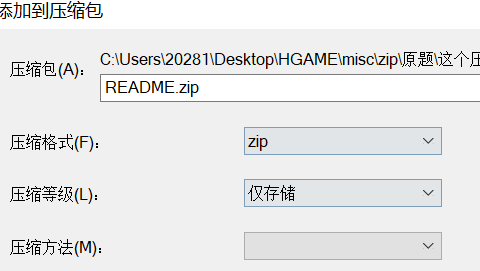 添加到压缩包
压缩包(A)： C:\Users\20281\Desktop\HGAME\misc\zip\原题\这个压
README.zip
压缩格式(F)： zip
压缩等级(L)： 仅存储
压缩方法(M)：